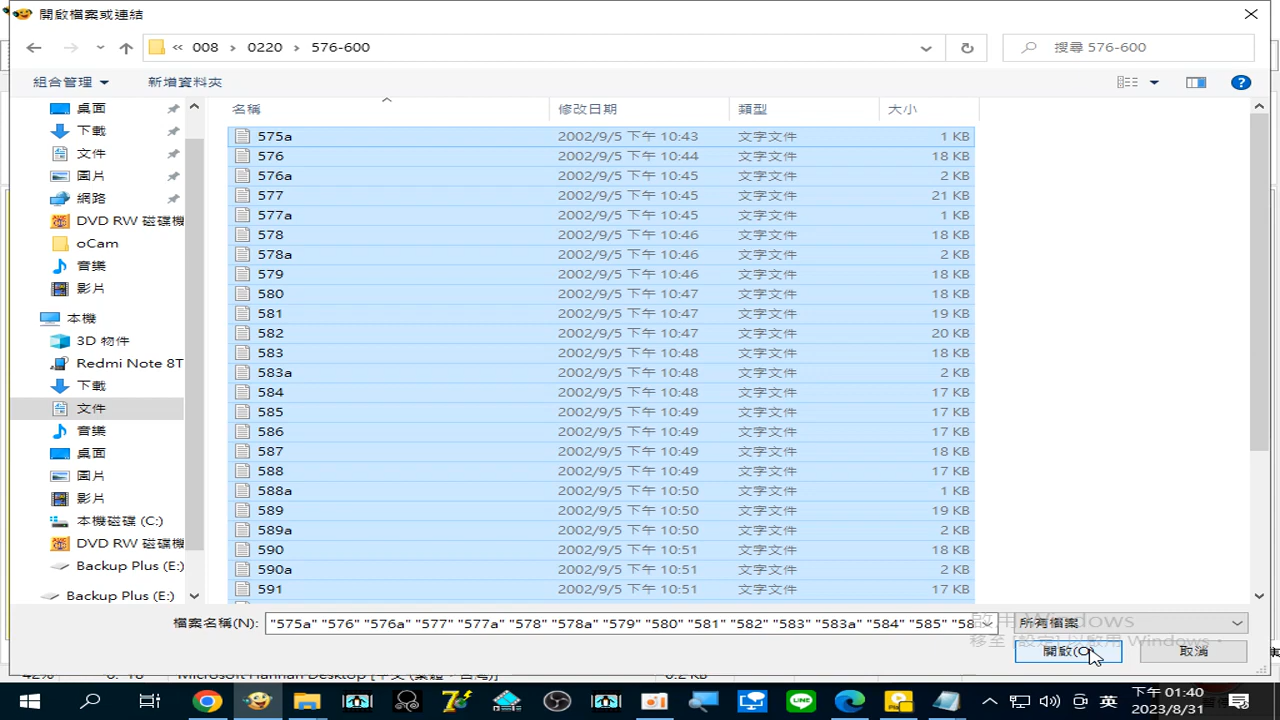 開啟檔案或連結
« 008 › 0220 › 576-600
搜尋 576-600
組合管理
新增資料夾
名稱 修改日期 類型 大小
桌面
下載
文件
圖片
網路
DVD RW 磁碟機
oCam
音樂
影片
本機
3D 物件
Redmi Note 8T
下載
文件
音樂
桌面
圖片
影片
本機磁碟 (C:)
DVD RW 磁碟機
Backup Plus (E:)
Backup Plus (E:)
575a 2002/9/5 下午 10:43 文字文件 1 KB
576 2002/9/5 下午 10:44 文字文件 18 KB
576a 2002/9/5 下午 10:45 文字文件 2 KB
577 2002/9/5 下午 10:45 文字文件 21 KB
577a 2002/9/5 下午 10:45 文字文件 1 KB
578 2002/9/5 下午 10:46 文字文件 18 KB
578a 2002/9/5 下午 10:46 文字文件 2 KB
579 2002/9/5 下午 10:46 文字文件 18 KB
580 2002/9/5 下午 10:47 文字文件 18 KB
581 2002/9/5 下午 10:47 文字文件 19 KB
582 2002/9/5 下午 10:47 文字文件 20 KB
583 2002/9/5 下午 10:48 文字文件 18 KB
583a 2002/9/5 下午 10:48 文字文件 2 KB
584 2002/9/5 下午 10:48 文字文件 17 KB
585 2002/9/5 下午 10:49 文字文件 17 KB
586 2002/9/5 下午 10:49 文字文件 17 KB
587 2002/9/5 下午 10:49 文字文件 17 KB
588 2002/9/5 下午 10:49 文字文件 17 KB
588a 2002/9/5 下午 10:50 文字文件 1 KB
589 2002/9/5 下午 10:50 文字文件 19 KB
589a 2002/9/5 下午 10:50 文字文件 2 KB
590 2002/9/5 下午 10:51 文字文件 18 KB
590a 2002/9/5 下午 10:51 文字文件 2 KB
591 2002/9/5 下午 10:51 文字文件 17 KB
檔案名稱(N): "575a" "576" "576a" "577" "577a" "578" "578a" "579" "580" "581" "582" "583" "583a" "584" "585" "58
所有檔案
啟用 Windows
移至 [設定] 以啟用 Windows。
開啟(O)
取消
英
下午 01:40
2023/8/31